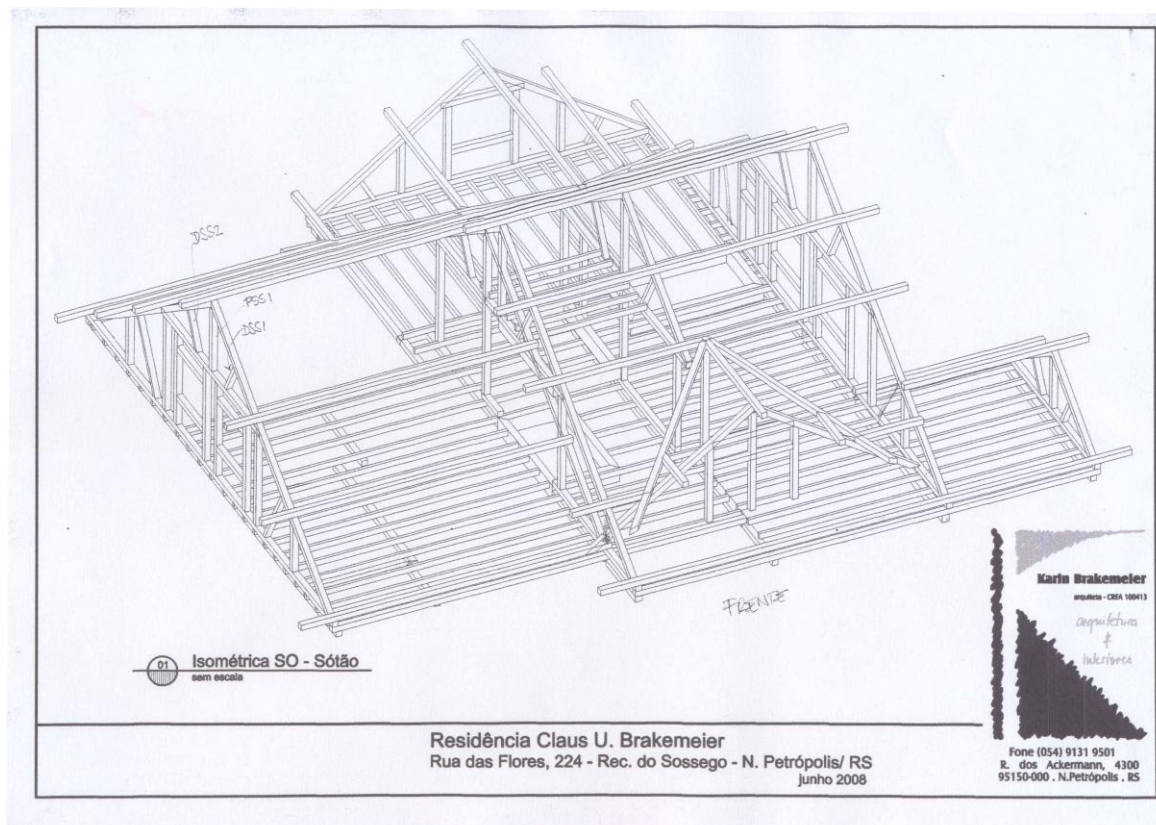 DSS2
PSS1
DSS1
FRENTE
01
Isométrica SO - Sótão
sem escala
Karin Brakemeier
arquiteta - CREA 100413
arquitetura
&
interiores
Fone (054) 9131 9501
R. dos Ackermann, 4300
95150-000 . N.Petrópolis . RS
Residência Claus U. Brakemeier
Rua das Flores, 224 - Rec. do Sossego - N. Petrópolis/ RS
junho 2008